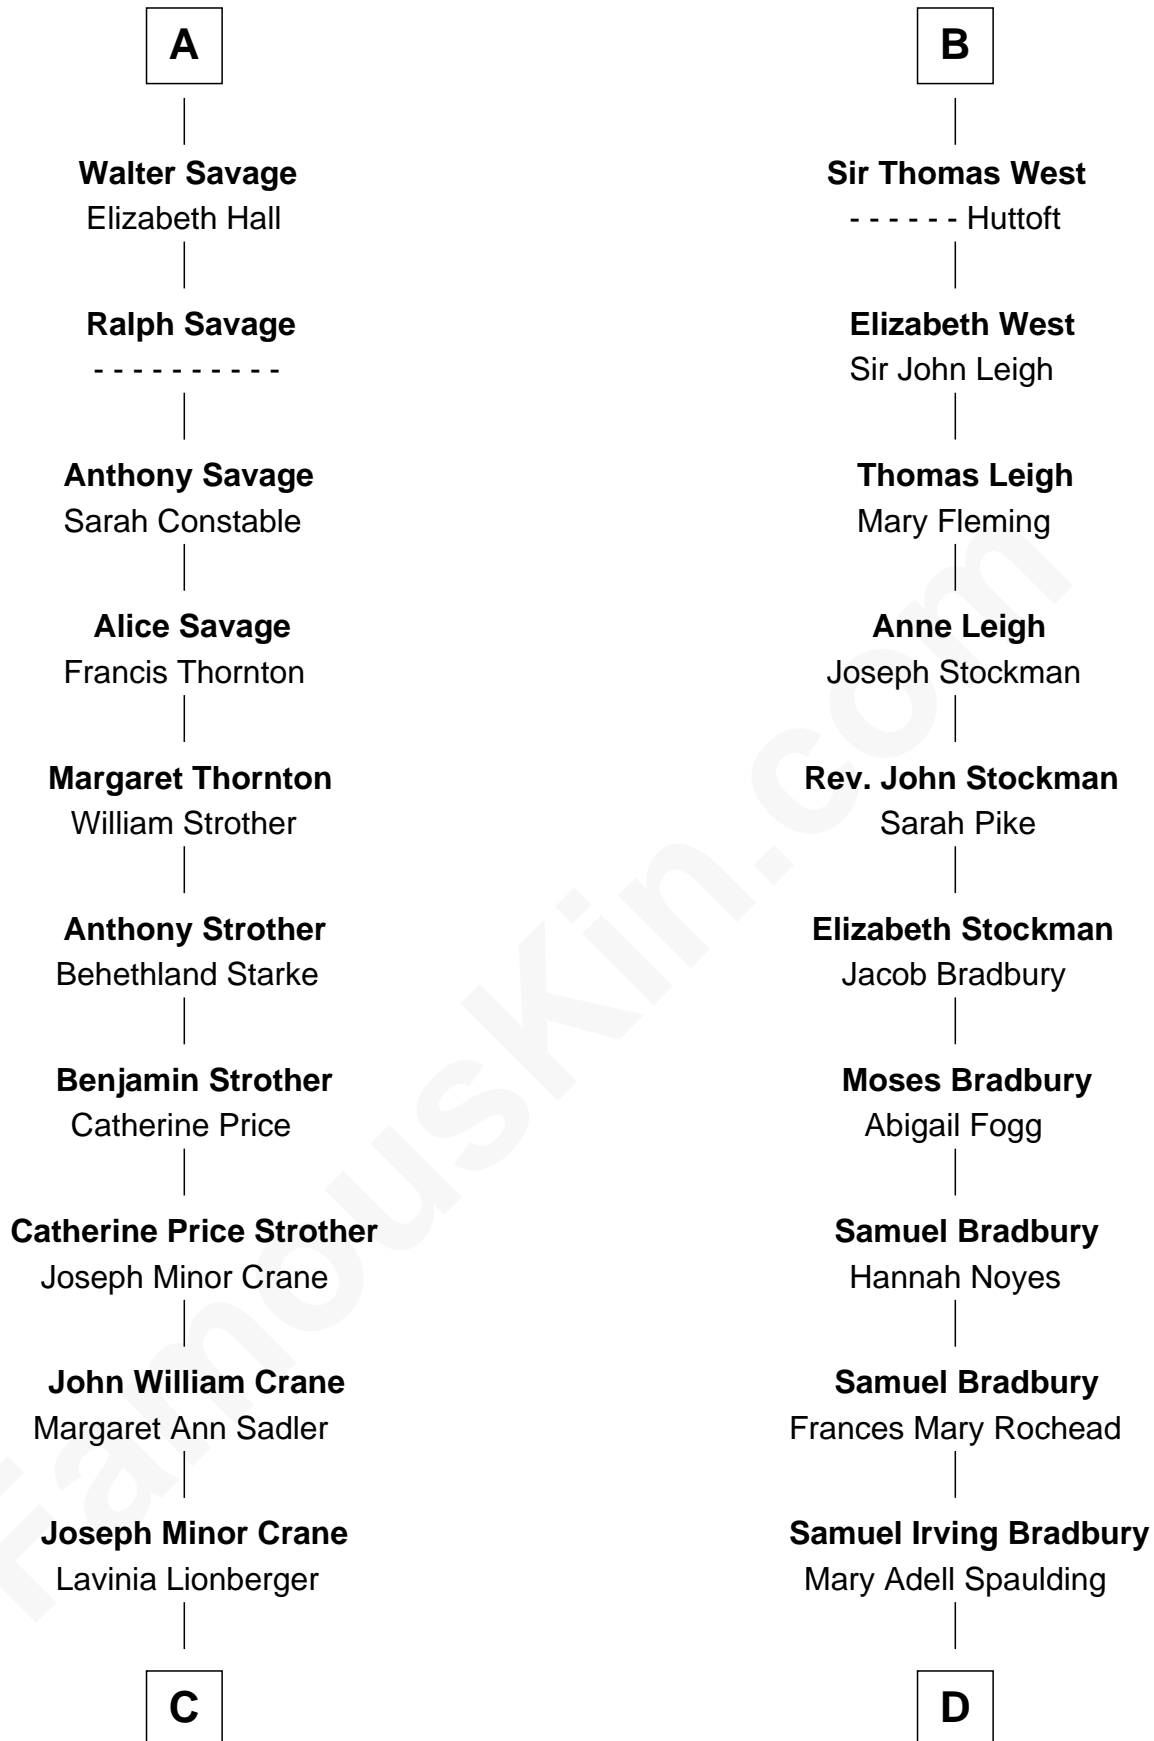 A
Walter Savage
Elizabeth Hall
Ralph Savage
- - - - - - - - - -
Anthony Savage
Sarah Constable
Alice Savage
Francis Thornton
Margaret Thornton
William Strother
Anthony Strother
Behethland Starke
Benjamin Strother
Catherine Price
Catherine Price Strother
Joseph Minor Crane
John William Crane
Margaret Ann Sadler
Joseph Minor Crane
Lavinia Lionberger
C
B
Sir Thomas West
- - - - - - Huttoft
Elizabeth West
Sir John Leigh
Thomas Leigh
Mary Fleming
Anne Leigh
Joseph Stockman
Rev. John Stockman
Sarah Pike
Elizabeth Stockman
Jacob Bradbury
Moses Bradbury
Abigail Fogg
Samuel Bradbury
Hannah Noyes
Samuel Bradbury
Frances Mary Rochead
Samuel Irving Bradbury
Mary Adell Spaulding
D
FamousKin.com